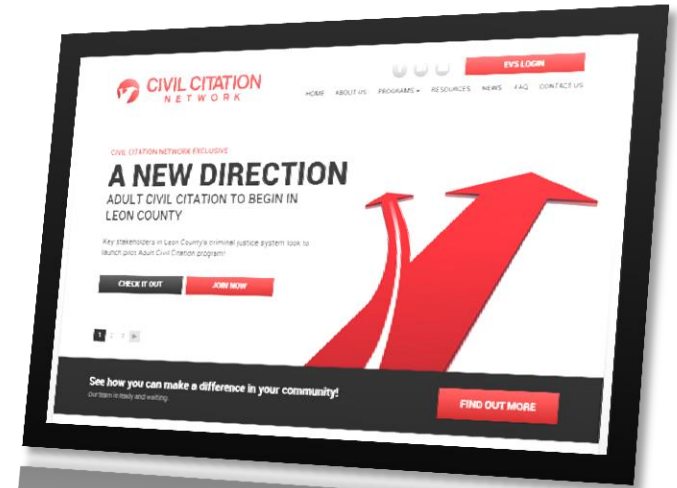 CIVIL CITATION
NETWORK
EVS LOGIN
HOME ABOUT US PROGRAMS RESOURCES NEWS FAQ CONTACT US
CIVIL CITATION NETWORK EXCLUSIVE
A NEW DIRECTION
ADULT CIVIL CITATION TO BEGIN IN
LEON COUNTY
Key stakeholders in Leon County's criminal justice system look to
launch pilot Adult Civil Citation program!
CHECK IT OUT JOIN NOW
1 2 3
See how you can make a difference in your community!
Our team is ready and waiting.
FIND OUT MORE